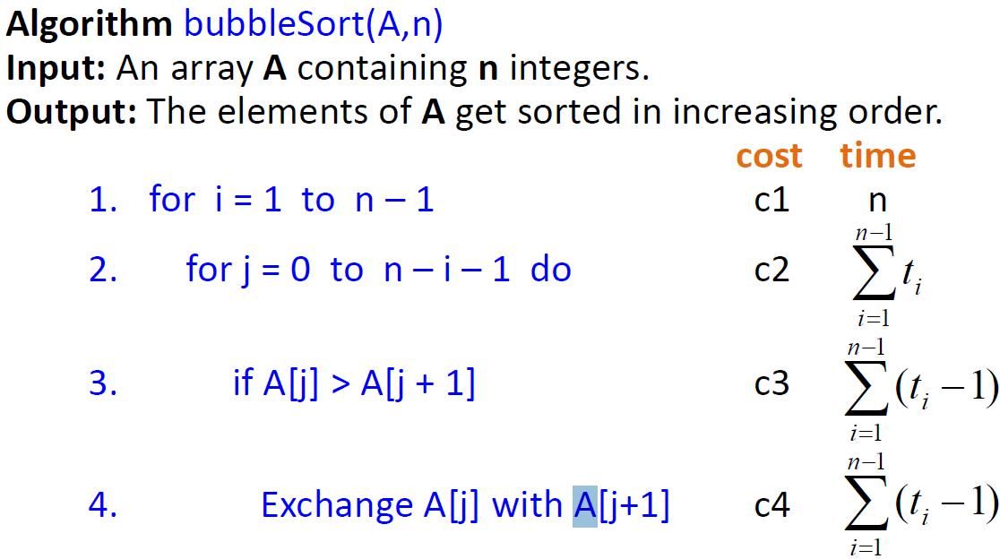 Algorithm bubbleSort(A,n)
Input: An array A containing n integers.
Output: The elements of A get sorted in increasing order.
cost time
1. for i = 1 to n – 1 c1 n
2. for j = 0 to n – i – 1 do c2 \sum_{i=1}^{n-1} t_i
3. if A[j] > A[j + 1] c3 \sum_{i=1}^{n-1} (t_i - 1)
4. Exchange A[j] with A[j+1] c4 \sum_{i=1}^{n-1} (t_i - 1)